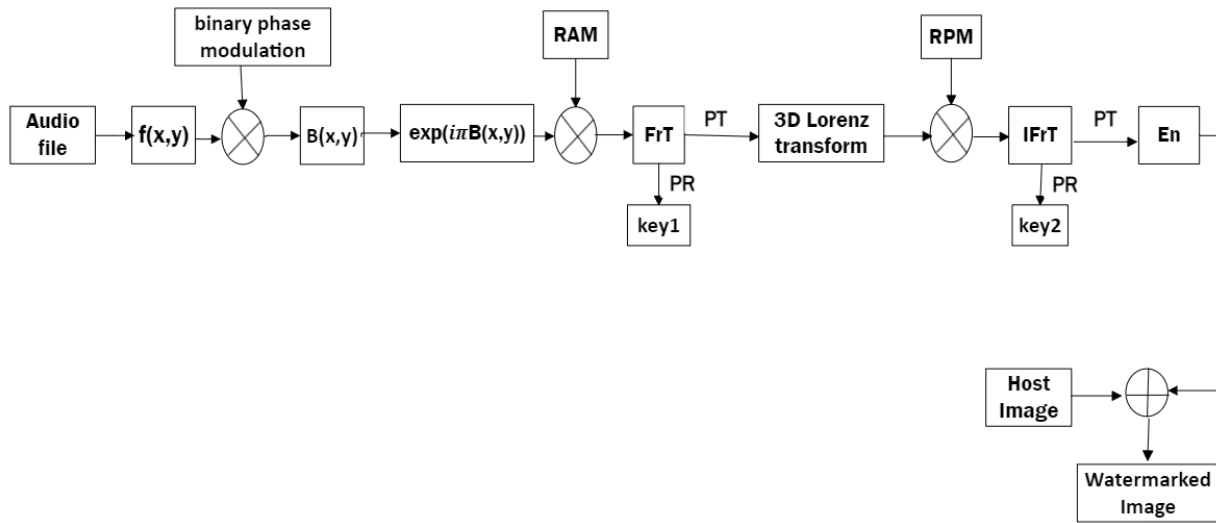 binary phase
modulation
RAM
RPM
Audio
file
f(x,y)
B(x,y)
exp(iπB(x,y))
FrT
PT
3D Lorenz
transform
IFrT
PT
En
PR
PR
key1
key2
Host
Image
Watermarked
Image